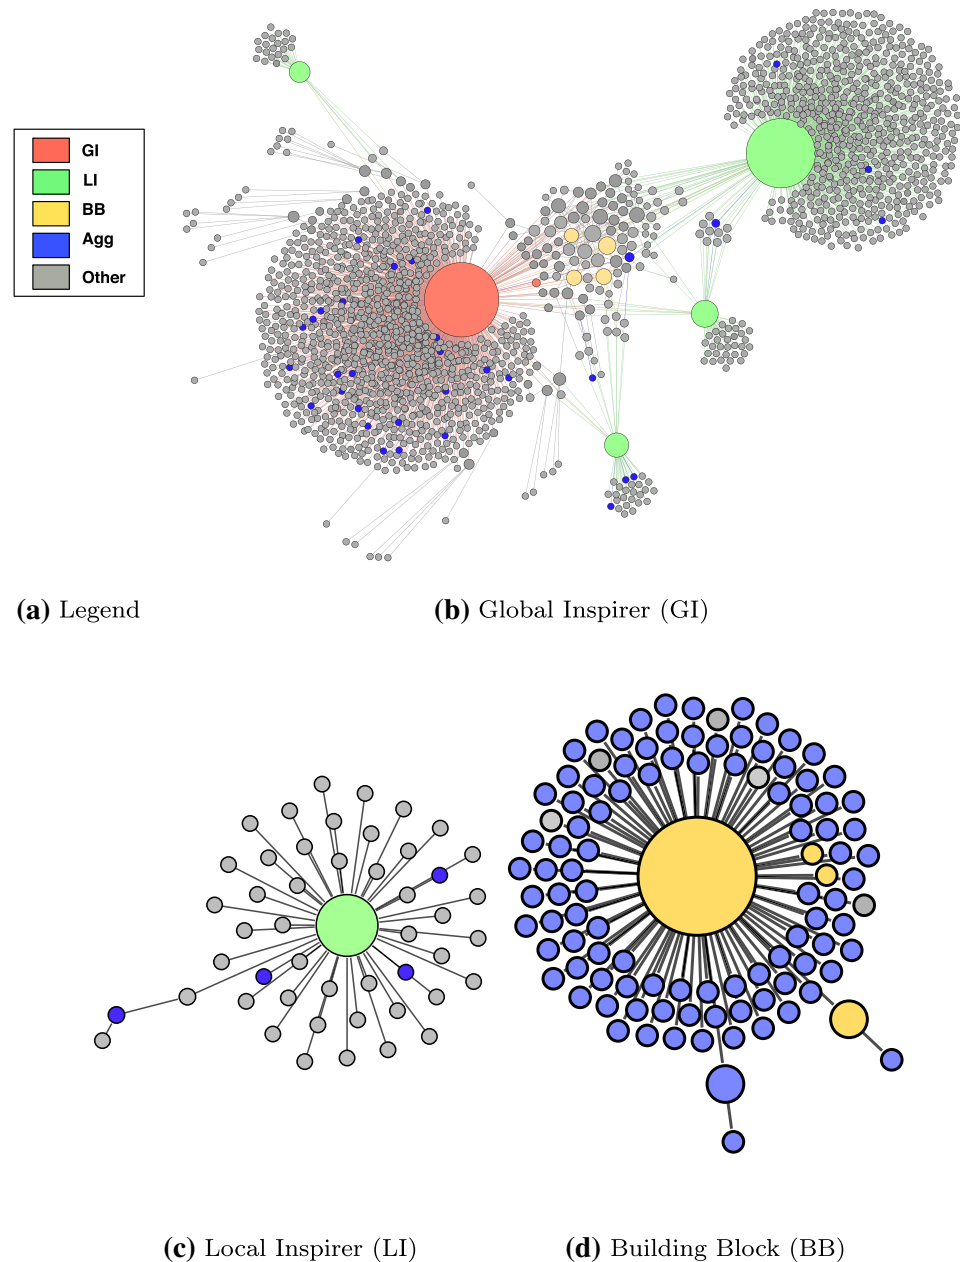 GI
LI
BB
Agg
Other
(a) Legend
(b) Global Inspirer (GI)
(c) Local Inspirer (LI)
(d) Building Block (BB)